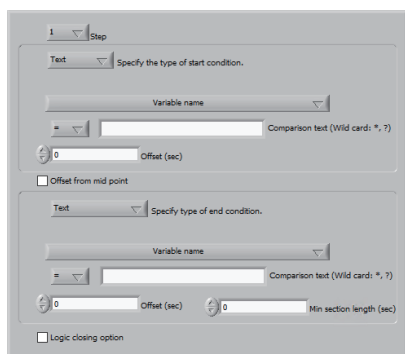 1 Step
Text Specify the type of start condition.
Variable name
= Comparison text (Wild card: *, ?)
0 Offset (sec)
Offset from mid point
Text Specify type of end condition.
Variable name
= Comparison text (Wild card: *, ?)
0 Offset (sec) 0 Min section length (sec)
Logic closing option